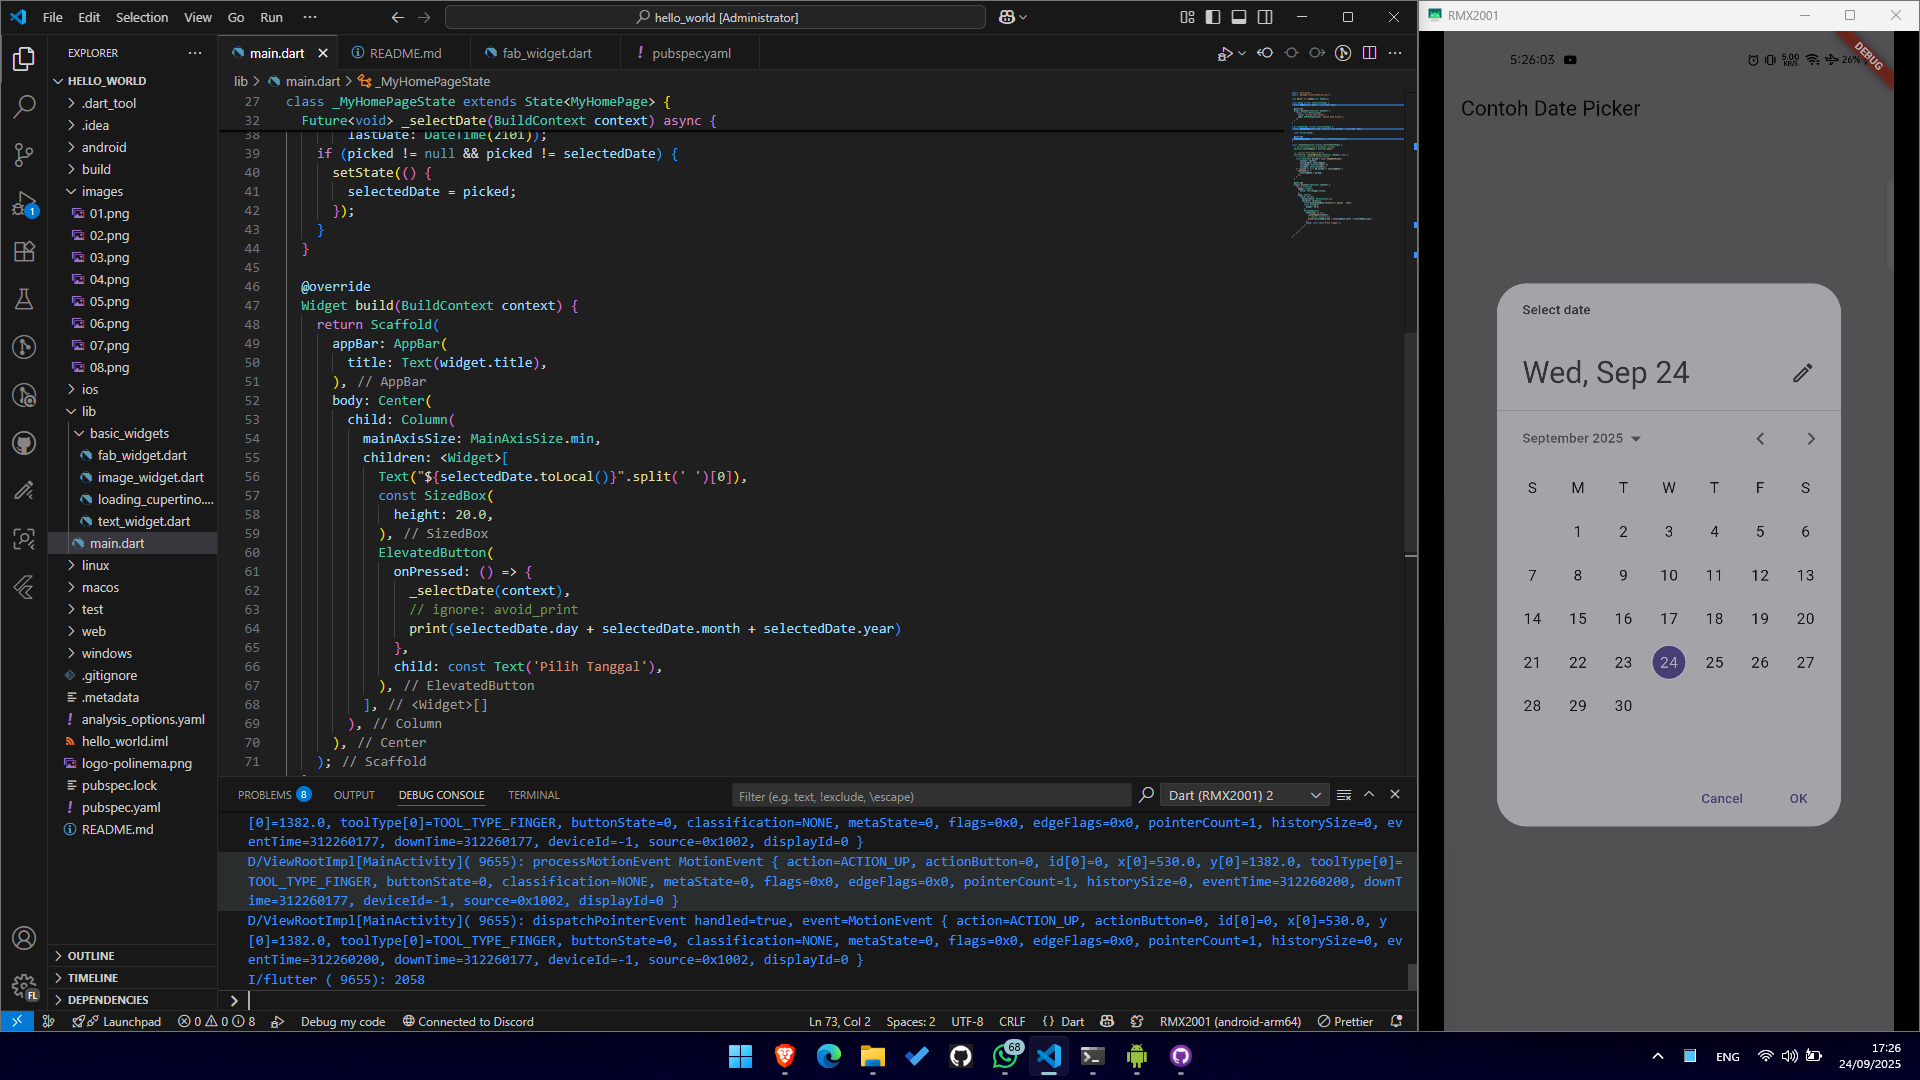 File Edit Selection View Go Run ···
hello_world [Administrator]
EXPLORER
HELLO_WORLD
.dart_tool
.idea
android
build
images
01.png
02.png
03.png
04.png
05.png
06.png
07.png
08.png
ios
lib
basic_widgets
fab_widget.dart
image_widget.dart
loading_cupertino....
text_widget.dart
main.dart
linux
macos
test
web
windows
.gitignore
.metadata
analysis_options.yaml
hello_world.iml
logo-polinema.png
pubspec.lock
pubspec.yaml
README.md
OUTLINE
TIMELINE
DEPENDENCIES
1
FL
main.dart README.md fab_widget.dart pubspec.yaml
lib > main.dart > _MyHomePageState
27 class _MyHomePageState extends State<MyHomePage> {
32 Future<void> _selectDate(BuildContext context) async {
38 lastDate: DateTime(2101));
39 if (picked != null && picked != selectedDate) {
40 setState(() {
41 selectedDate = picked;
42 });
43 }
44 }
45
46 @override
47 Widget build(BuildContext context) {
48 return Scaffold(
49 appBar: AppBar(
50 title: Text(widget.title),
51 ), // AppBar
52 body: Center(
53 child: Column(
54 mainAxisSize: MainAxisSize.min,
55 children: <Widget>[
56 Text("${selectedDate.toLocal()}".split(' ')[0]),
57 const SizedBox(
58 height: 20.0,
59 ), // SizedBox
60 ElevatedButton(
61 onPressed: () => {
62 _selectDate(context),
63 // ignore: avoid_print
64 print(selectedDate.day + selectedDate.month + selectedDate.year)
65 },
66 child: const Text('Pilih Tanggal'),
67 ), // ElevatedButton
68 ], // <Widget>[]
69 ), // Column
70 ), // Center
71 ); // Scaffold
PROBLEMS 8 OUTPUT DEBUG CONSOLE TERMINAL
Filter (e.g. text, !exclude, \escape)
Dart (RMX2001) 2
[0]=1382.0, toolType[0]=TOOL_TYPE_FINGER, buttonState=0, classification=NONE, metaState=0, flags=0x0, edgeFlags=0x0, pointerCount=1, historySize=0, ev
entTime=312260177, downTime=312260177, deviceId=-1, source=0x1002, displayId=0 }
D/ViewRootImpl[MainActivity]( 9655): processMotionEvent MotionEvent { action=ACTION_UP, actionButton=0, id[0]=0, x[0]=530.0, y[0]=1382.0, toolType[0]=
TOOL_TYPE_FINGER, buttonState=0, classification=NONE, metaState=0, flags=0x0, edgeFlags=0x0, pointerCount=1, historySize=0, eventTime=312260200, downT
ime=312260177, deviceId=-1, source=0x1002, displayId=0 }
D/ViewRootImpl[MainActivity]( 9655): dispatchPointerEvent handled=true, event=MotionEvent { action=ACTION_UP, actionButton=0, id[0]=0, x[0]=530.0, y
[0]=1382.0, toolType[0]=TOOL_TYPE_FINGER, buttonState=0, classification=NONE, metaState=0, flags=0x0, edgeFlags=0x0, pointerCount=1, historySize=0, ev
entTime=312260200, downTime=312260177, deviceId=-1, source=0x1002, displayId=0 }
I/flutter ( 9655): 2058
Launchpad 0 0 8 Debug my code Connected to Discord Ln 73, Col 2 Spaces: 2 UTF-8 CRLF {} Dart RMX2001 (android-arm64) Prettier
RMX2001
5:26:03 5.00 KB/S 26%
DEBUG
Contoh Date Picker
Select date
Wed, Sep 24
September 2025
S M T W T F S
1 2 3 4 5 6
7 8 9 10 11 12 13
14 15 16 17 18 19 20
21 22 23 24 25 26 27
28 29 30
Cancel OK
68
ENG
17:26
24/09/2025